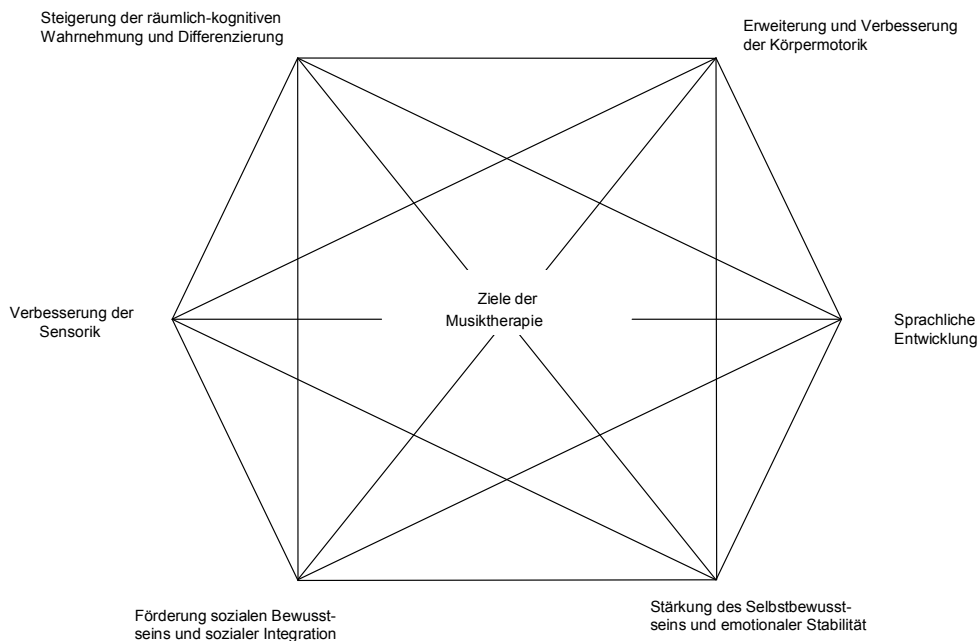 Steigerung der räumlich-kognitiven
Wahrnehmung und Differenzierung
Erweiterung und Verbesserung
der Körpermotorik
Verbesserung der
Sensorik
Ziele der
Musiktherapie
Sprachliche
Entwicklung
Förderung sozialen Bewusst-
seins und sozialer Integration
Stärkung des Selbstbewusst-
seins und emotionaler Stabilität